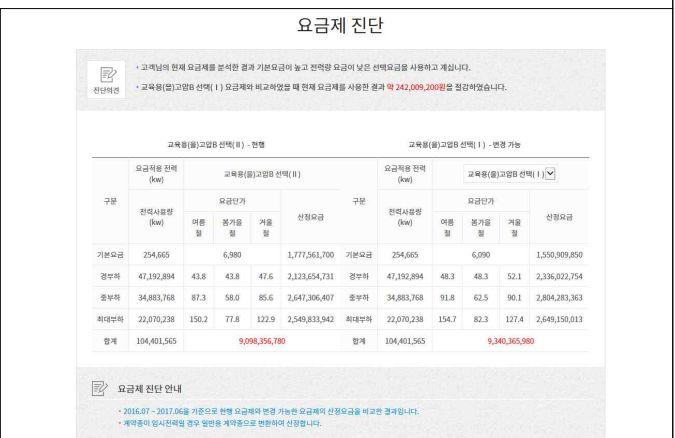 요금제 진단
진단의견
• 고객님의 현재 요금제를 분석한 결과 기본요금이 높고 전력량 요금이 낮은 선택요금을 사용하고 계십니다.
• 교육용(을)고압B 선택(Ⅰ) 요금제와 비교하였을 때 현재 요금제를 사용한 결과 약 242,009,200원을 절감하였습니다.
교육용(을)고압B 선택(Ⅱ) - 현행 교육용(을)고압B 선택(Ⅰ) - 변경 가능
구분 요금적용 전력 (kw) 교육용(을)고압B 선택(Ⅱ) 구분 요금적용 전력 (kw) 교육용(을)고압B 선택(Ⅰ)
전력사용량 (kw) 요금단가 산정요금 전력사용량 (kw) 요금단가 산정요금
여름철 봄가을철 겨울철 여름철 봄가을철 겨울철
기본요금 254,665 6,980 1,777,561,700 기본요금 254,665 6,090 1,550,909,850
경부하 47,192,894 43.8 43.8 47.6 2,123,654,731 경부하 47,192,894 48.3 48.3 52.1 2,336,022,754
중부하 34,883,768 87.3 58.0 85.6 2,647,306,407 중부하 34,883,768 91.8 62.5 90.1 2,804,283,363
최대부하 22,070,238 150.2 77.8 122.9 2,549,833,942 최대부하 22,070,238 154.7 82.3 127.4 2,649,150,013
합계 104,401,565 9,098,356,780 합계 104,401,565 9,340,365,980
요금제 진단 안내
• 2016.07 - 2017.06을 기준으로 현행 요금제와 변경 가능한 요금제의 산정요금을 비교한 결과입니다.
• 계약종이 임시전력일 경우 일반용 계약종으로 변환하여 산정합니다.